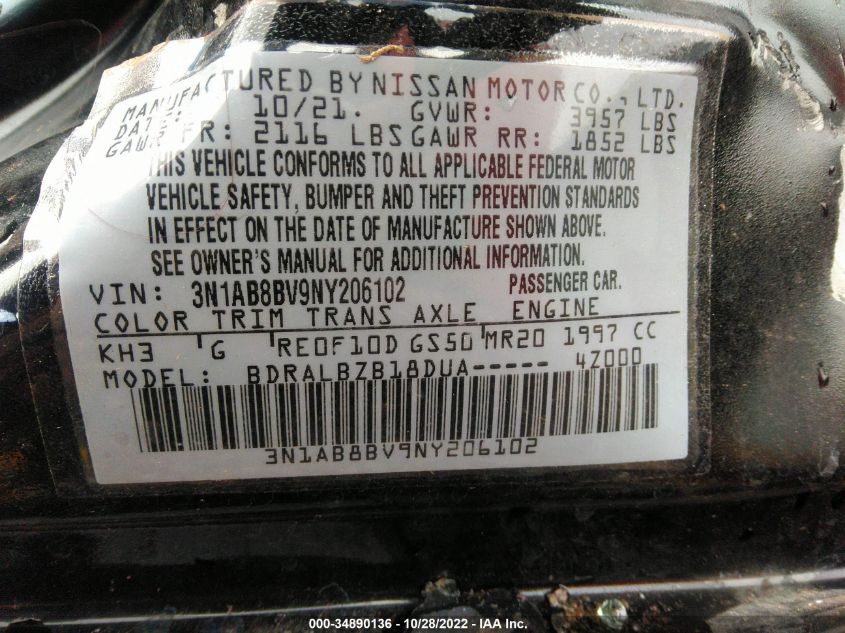 MANUFACTURED BY NISSAN MOTOR CO., LTD.
DATE: 10/21. GVWR: 3957 LBS
GAWR FR: 2116 LBS GAWR RR: 1852 LBS
THIS VEHICLE CONFORMS TO ALL APPLICABLE FEDERAL MOTOR
VEHICLE SAFETY, BUMPER AND THEFT PREVENTION STANDARDS
IN EFFECT ON THE DATE OF MANUFACTURE SHOWN ABOVE.
SEE OWNER'S MANUAL FOR ADDITIONAL INFORMATION.
VIN: 3N1AB8BV9NY206102 PASSENGER CAR.
COLOR TRIM TRANS AXLE ENGINE
KH3 G RE0F10D GS50 MR20 1997 CC
MODEL: BDRALBZB18DUA----- 4Z000
3N1AB8BV9NY206102
000-34890136 - 10/28/2022 - IAA Inc.